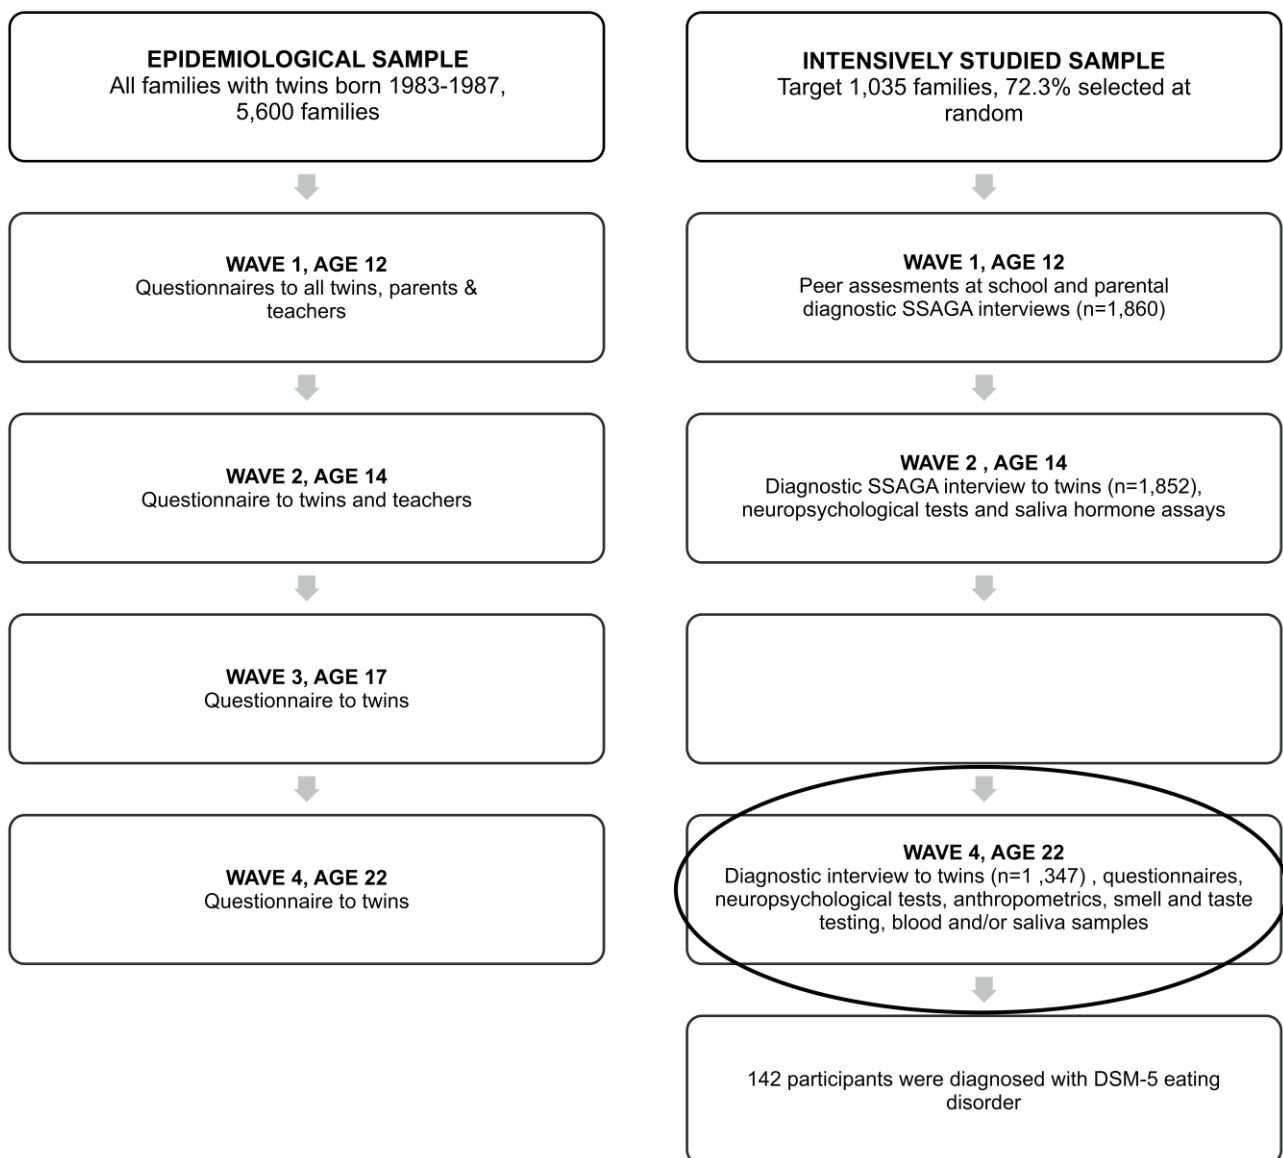 EPIDEMIOLOGICAL SAMPLE
All families with twins born 1983-1987,
5,600 families
WAVE 1, AGE 12
Questionnaires to all twins, parents &
teachers
WAVE 2, AGE 14
Questionnaire to twins and teachers
WAVE 3, AGE 17
Questionnaire to twins
WAVE 4, AGE 22
Questionnaire to twins
INTENSIVELY STUDIED SAMPLE
Target 1,035 families, 72.3% selected at
random
WAVE 1, AGE 12
Peer assesments at school and parental
diagnostic SSAGA interviews (n=1,860)
WAVE 2 , AGE 14
Diagnostic SSAGA interview to twins (n=1,852),
neuropsychological tests and saliva hormone assays
WAVE 4, AGE 22
Diagnostic interview to twins (n=1 ,347) , questionnaires,
neuropsychological tests, anthropometrics, smell and taste
testing, blood and/or saliva samples
142 participants were diagnosed with DSM-5 eating
disorder